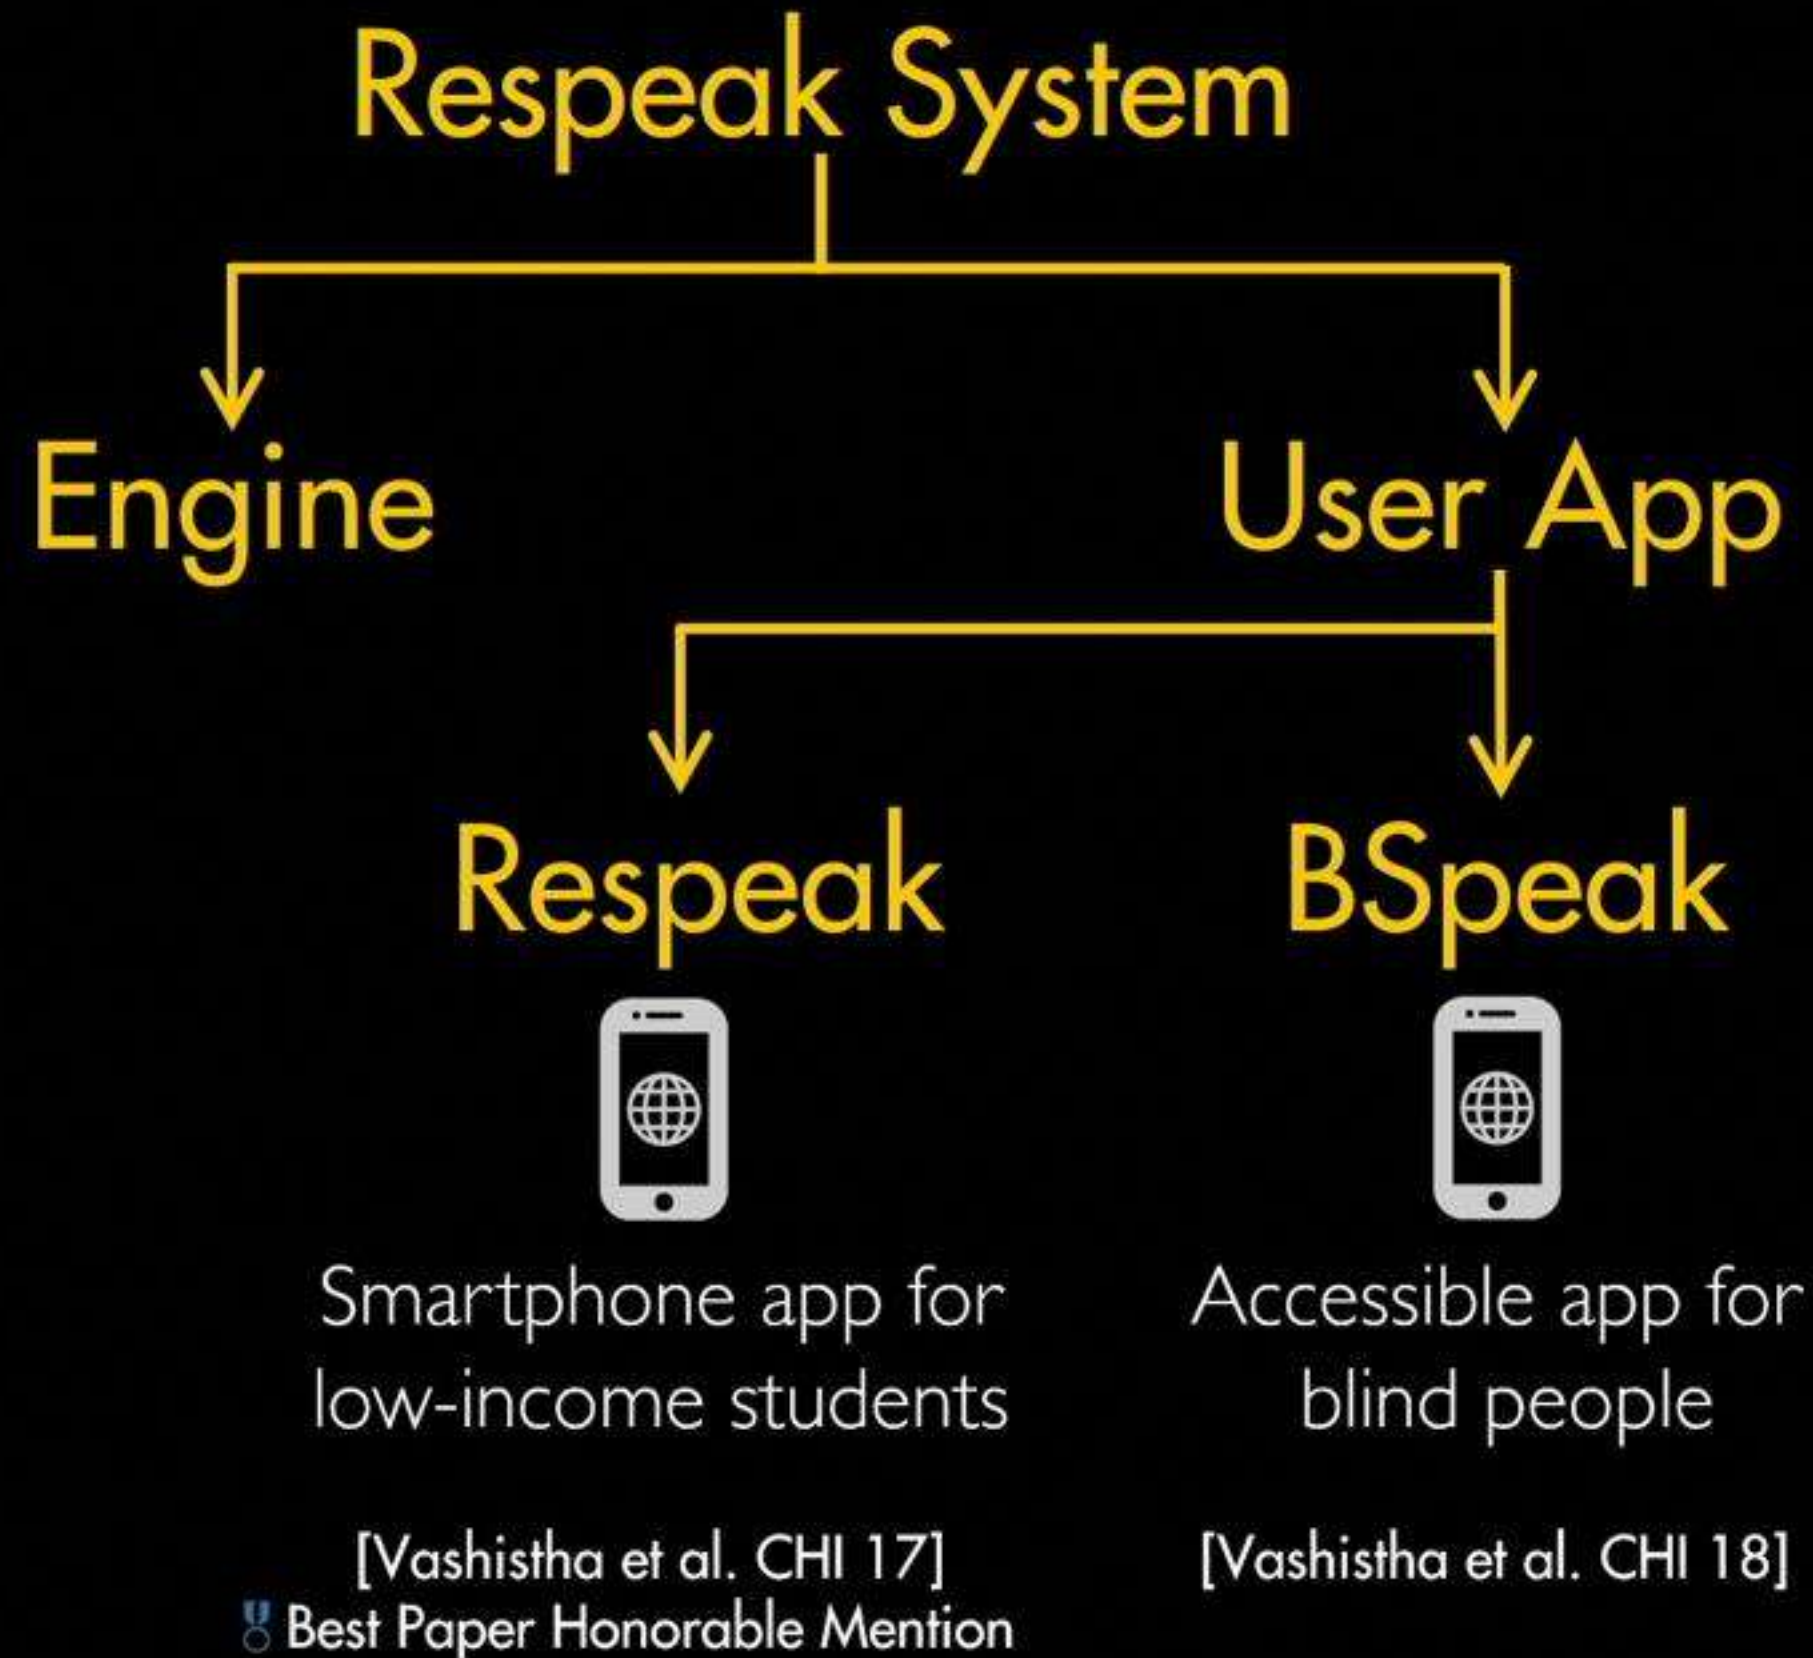 Respeak System
Engine
User App
Respeak
BSpeak
Smartphone app for
low-income students
Accessible app for
blind people
[Vashistha et al. CHI 17]
Best Paper Honorable Mention
[Vashistha et al. CHI 18]